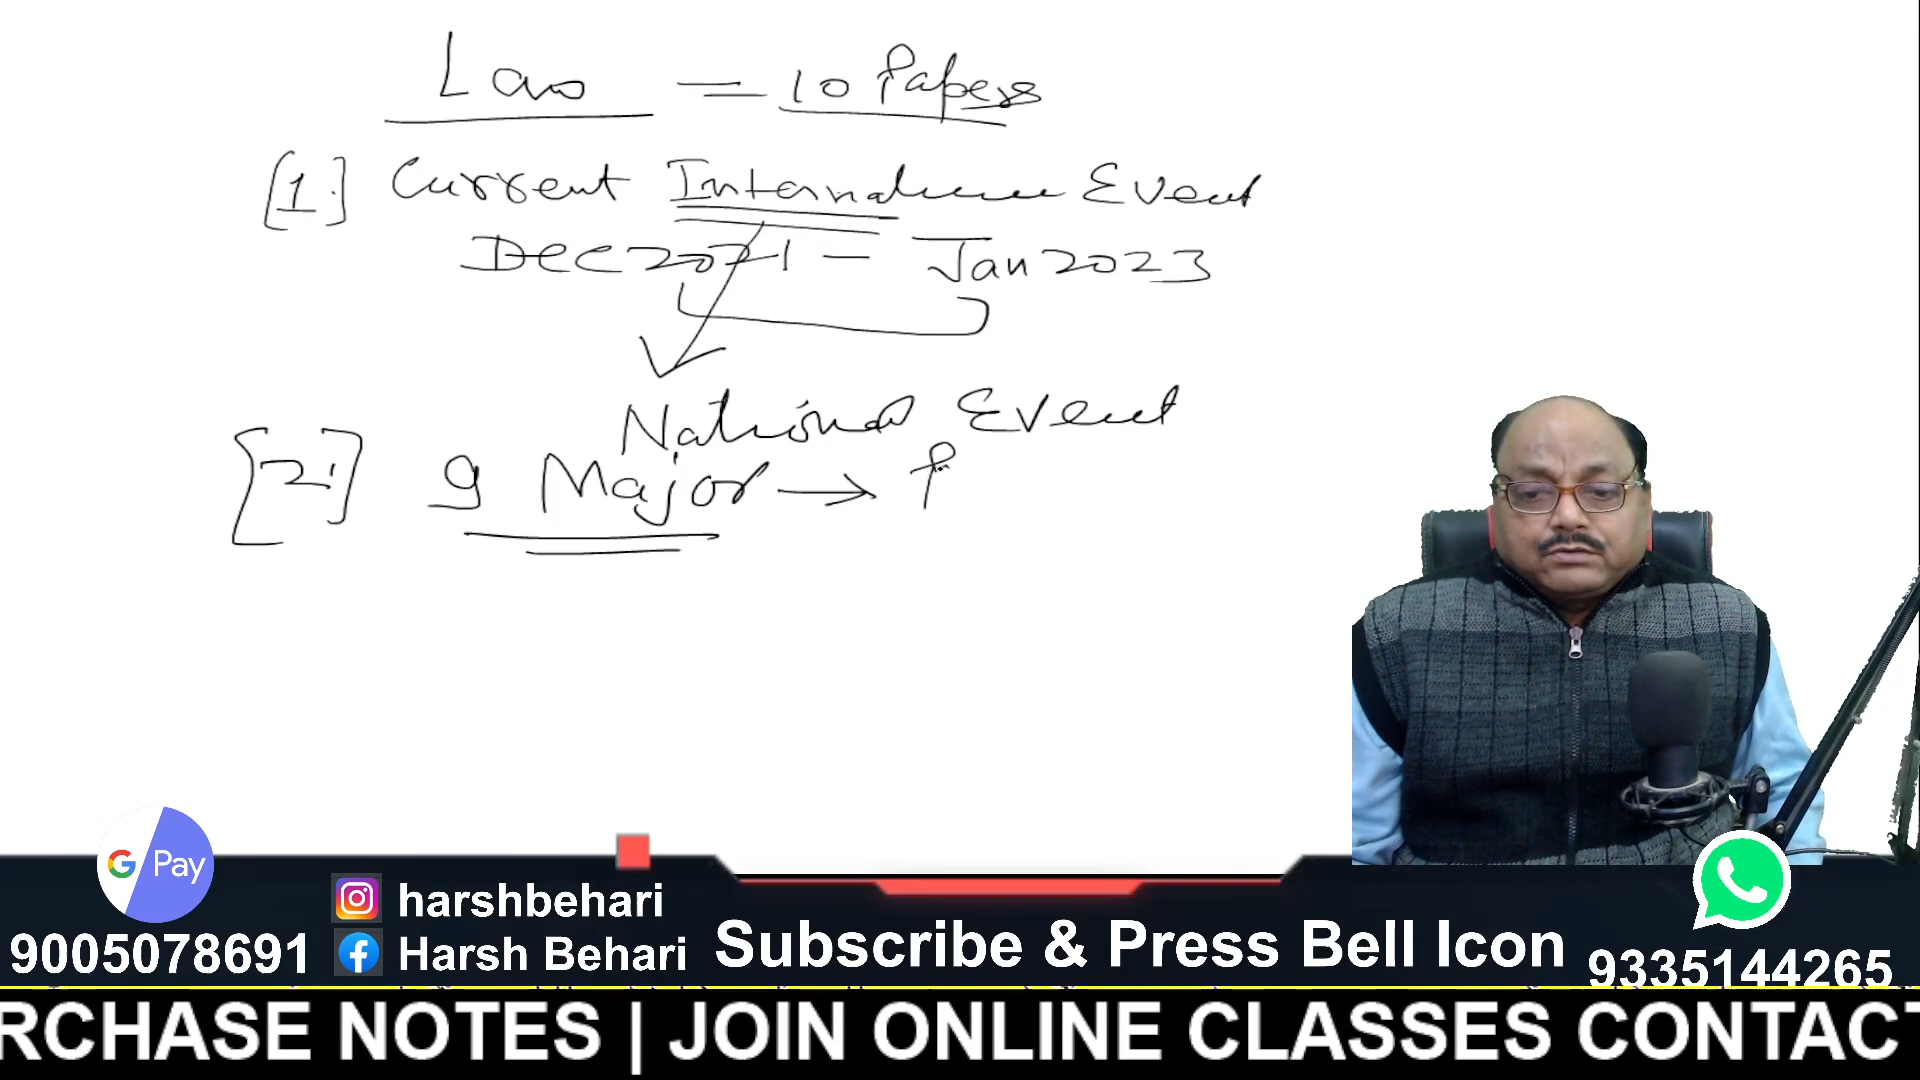 Law = 10 Papers
[1.] Current International Event
Dec 2021 - Jan 2023
National Event
[2.] 9 Major → P
G Pay
harshbehari
9005078691
Harsh Behari
Subscribe & Press Bell Icon
9335144265
RCHASE NOTES | JOIN ONLINE CLASSES CONTACT